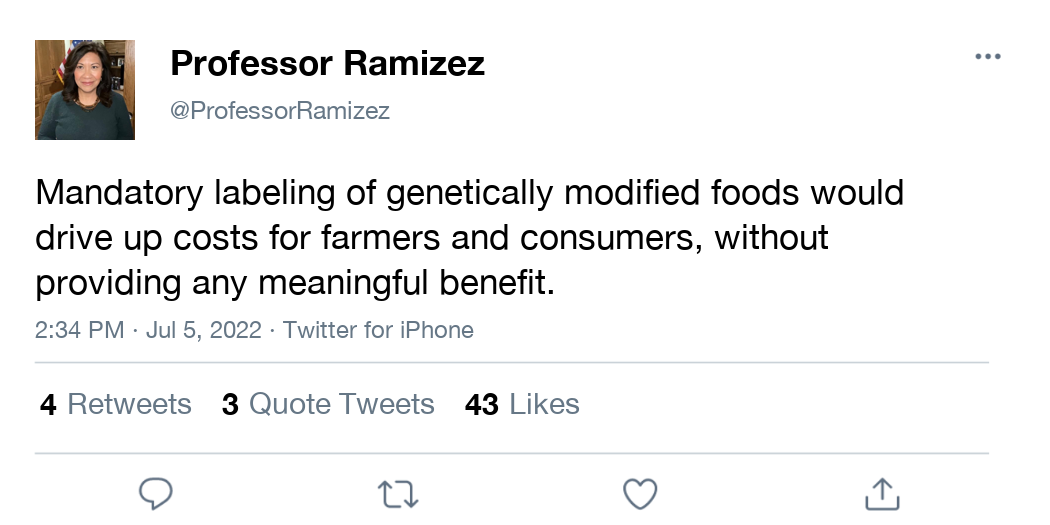 Professor Ramizez
@ProfessorRamizez
Mandatory labeling of genetically modified foods would
drive up costs for farmers and consumers, without
providing any meaningful benefit.
2:34 PM · Jul 5, 2022 · Twitter for iPhone
4 Retweets 3 Quote Tweets 43 Likes